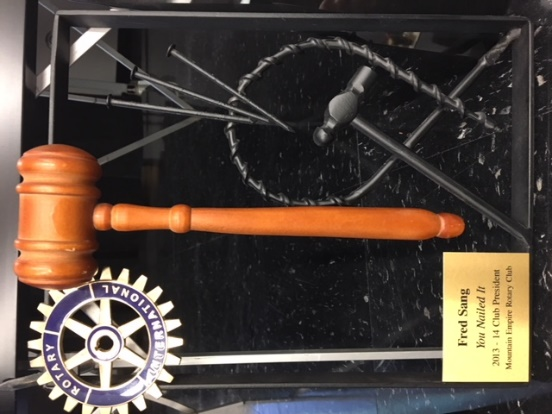 ROTARY
INTERNATIONAL
Fred Sang
You Nailed It
2013 - 14 Club President
Mountain Empire Rotary Club